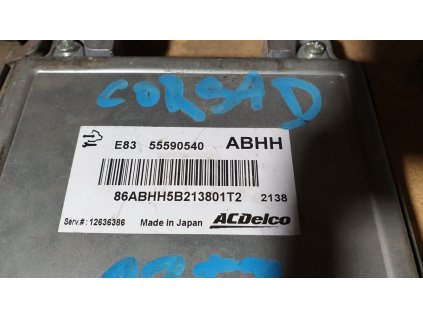 CORSA D
E83 55590540 ABHH
86ABHH5B213801T2 2138
Serv.#: 12636386 Made in Japan ACDelco